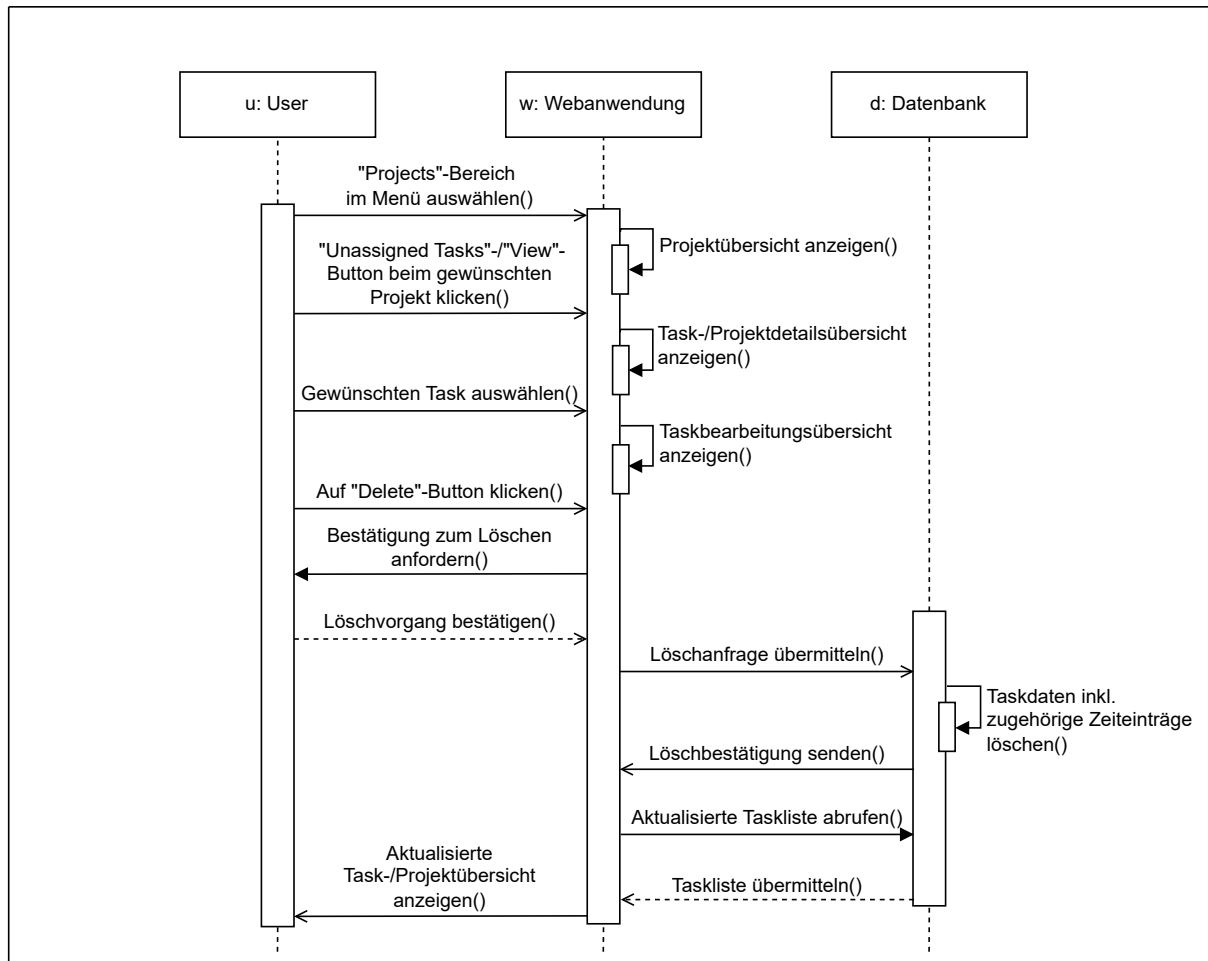 u: User
w: Webanwendung
d: Datenbank
"Projects"-Bereich
im Menü auswählen()
Projektübersicht anzeigen()
"Unassigned Tasks"-/"View"-
Button beim gewünschten
Projekt klicken()
Task-/Projektdetailsübersicht
anzeigen()
Gewünschten Task auswählen()
Taskbearbeitungsübersicht
anzeigen()
Auf "Delete"-Button klicken()
Bestätigung zum Löschen
anfordern()
Löschvorgang bestätigen()
Löschanfrage übermitteln()
Taskdaten inkl.
zugehörige Zeiteinträge
löschen()
Löschbestätigung senden()
Aktualisierte Taskliste abrufen()
Taskliste übermitteln()
Aktualisierte
Task-/Projektübersicht
anzeigen()